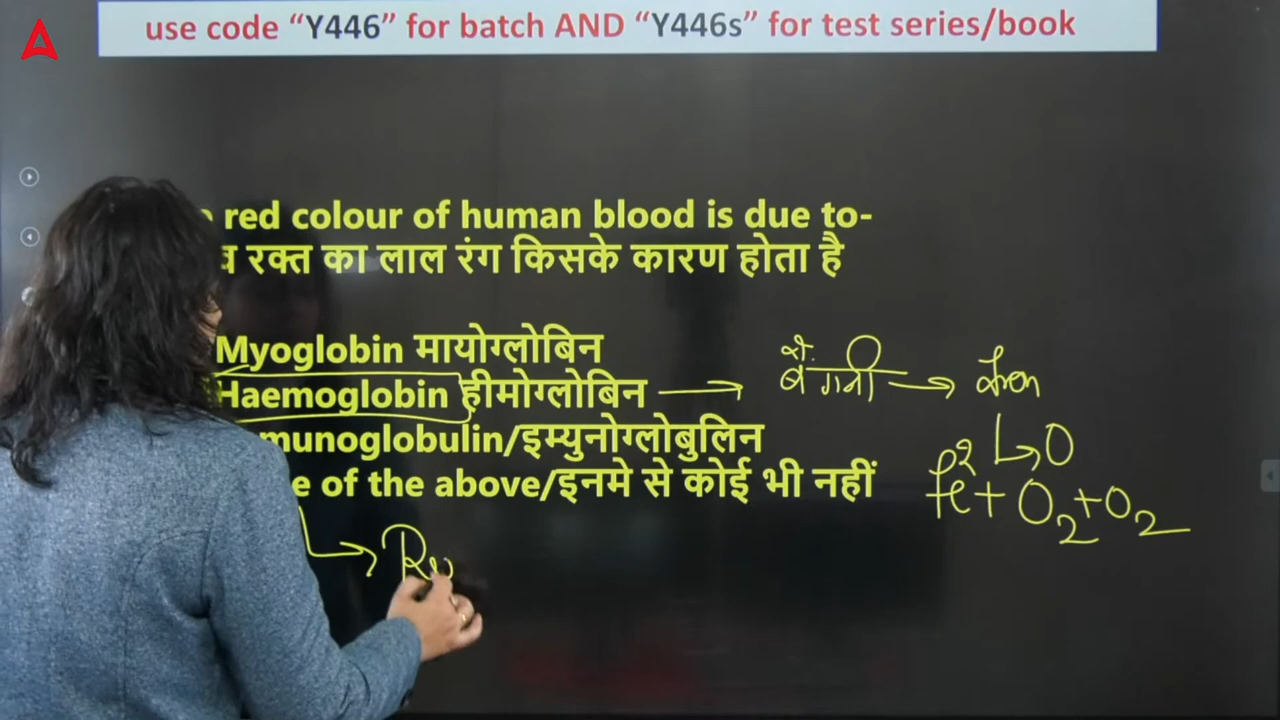 use code “Y446” for batch AND “Y446s” for test series/book
red colour of human blood is due to-
रक्त का लाल रंग किसके कारण होता है
Myoglobin मायोग्लोबिन
Haemoglobin हीमोग्लोबिन
munoglobulin/इम्युनोग्लोबुलिन
e of the above/इनमे से कोई भी नहीं
O
fe + O2 + O2